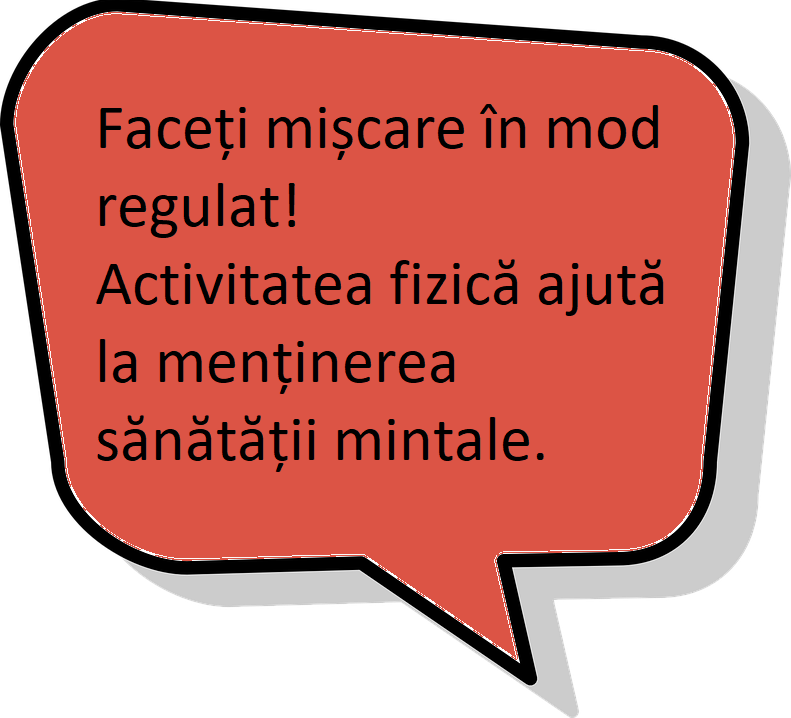 Faceți mișcare în mod
regulat!
Activitatea fizică ajută
la menținerea
sănătății mintale.